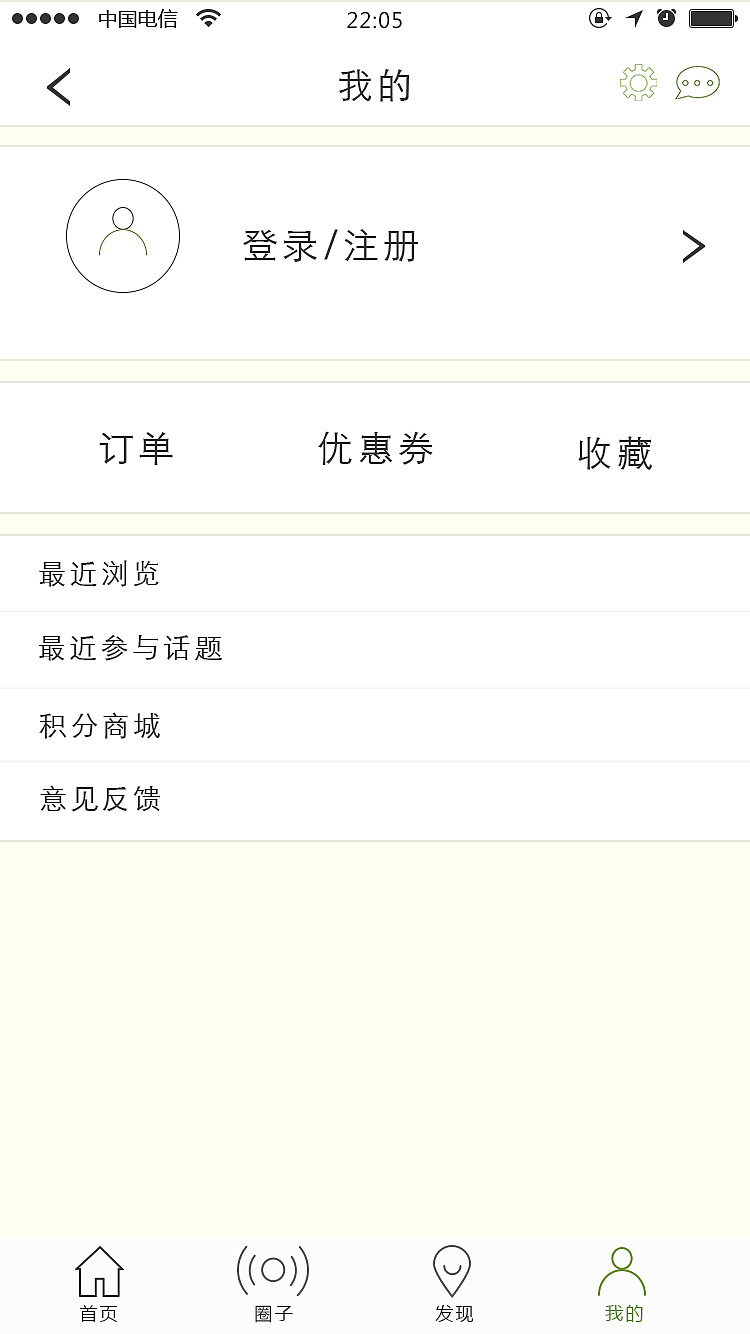 中国电信 22:05
我的
登录/注册
订单 优惠券 收藏
最近浏览
最近参与话题
积分商城
意见反馈
首页 圈子 发现 我的